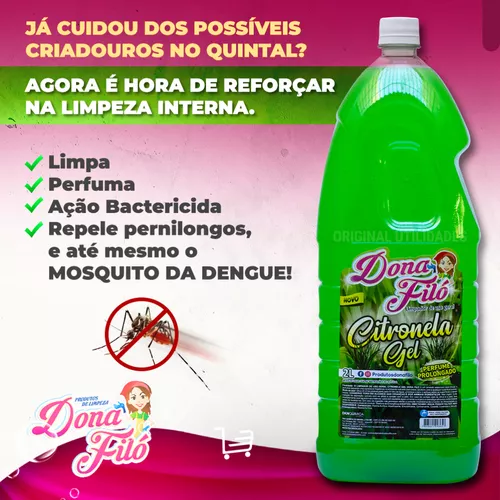 JÁ CUIDOU DOS POSSÍVEIS
CRIADOUROS NO QUINTAL?
AGORA É HORA DE REFORÇAR
NA LIMPEZA INTERNA.
Limpa
Perfuma
Ação Bactericida
Repele pernilongos,
e até mesmo o
MOSQUITO DA DENGUE!
ORIGINAL UTILIDADES
Dona
Filó
NOVO
Citronela
Gel
PERFUME
PROLONGADO
2L
PRODUTOS
DE LIMPEZA
Dona
Filó